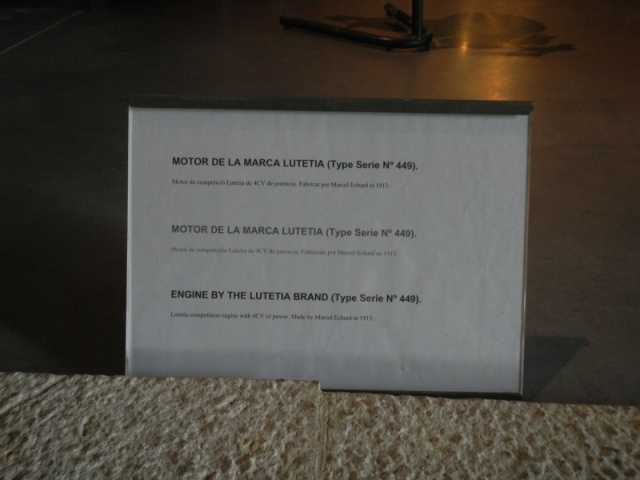 MOTOR DE LA MARCA LUTETIA (Type Serie Nº 449).
Motor de competició Lutetia de 4CV de potència. Fabricat per Marcel Echard el 1913.
MOTOR DE LA MARCA LUTETIA (Type Serie Nº 449).
Motor de competición Lutetia de 4CV de potencia. Fabricado por Marcel Echard en 1913.
ENGINE BY THE LUTETIA BRAND (Type Serie Nº 449).
Lutetia competition engine with 4CV of power. Made by Marcel Echard in 1913.